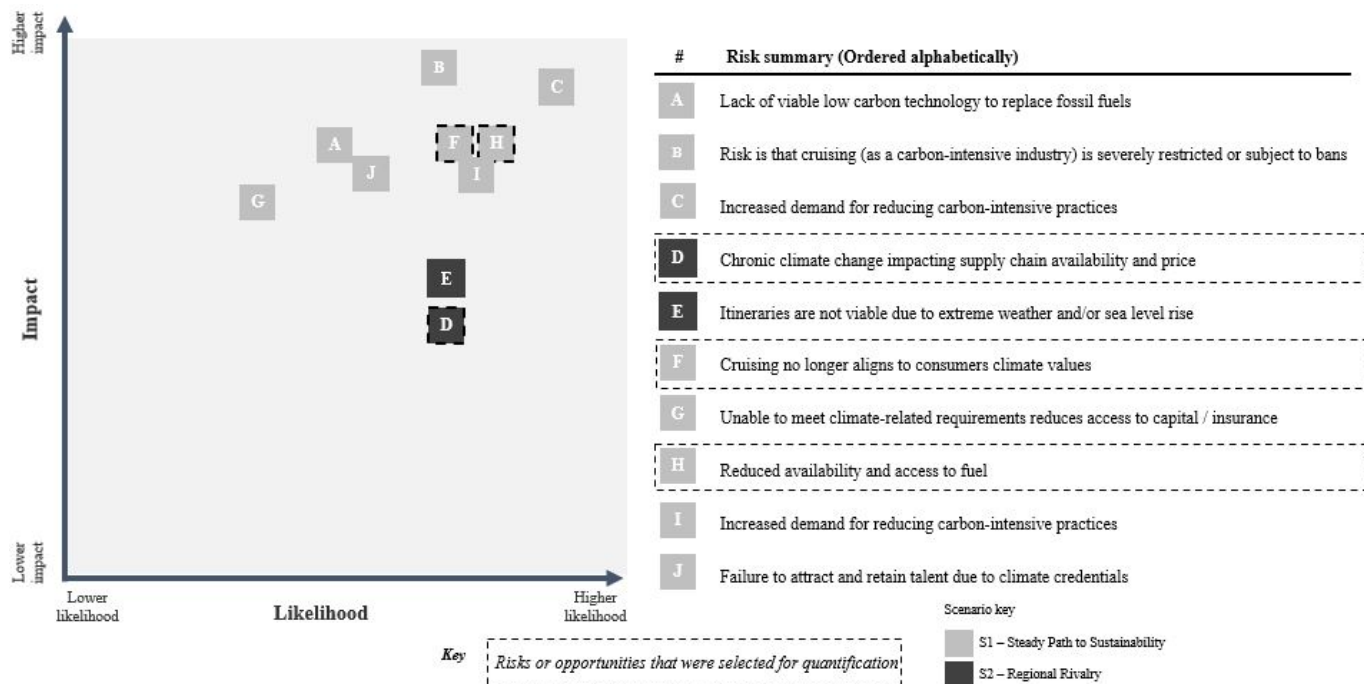 Higher
impact
B
C
A
F
H
J
I
G
E
D
Impact
Lower
impact
Lower
likelihood
Likelihood
Higher
likelihood
# Risk summary (Ordered alphabetically)
A Lack of viable low carbon technology to replace fossil fuels
B Risk is that cruising (as a carbon-intensive industry) is severely restricted or subject to bans
C Increased demand for reducing carbon-intensive practices
D Chronic climate change impacting supply chain availability and price
E Itineraries are not viable due to extreme weather and/or sea level rise
F Cruising no longer aligns to consumers climate values
G Unable to meet climate-related requirements reduces access to capital / insurance
H Reduced availability and access to fuel
I Increased demand for reducing carbon-intensive practices
J Failure to attract and retain talent due to climate credentials
Key Risks or opportunities that were selected for quantification
Scenario key
S1 – Steady Path to Sustainability
S2 – Regional Rivalry